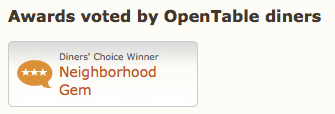 Awards voted by OpenTable diners
Diners' Choice Winner
Neighborhood
Gem